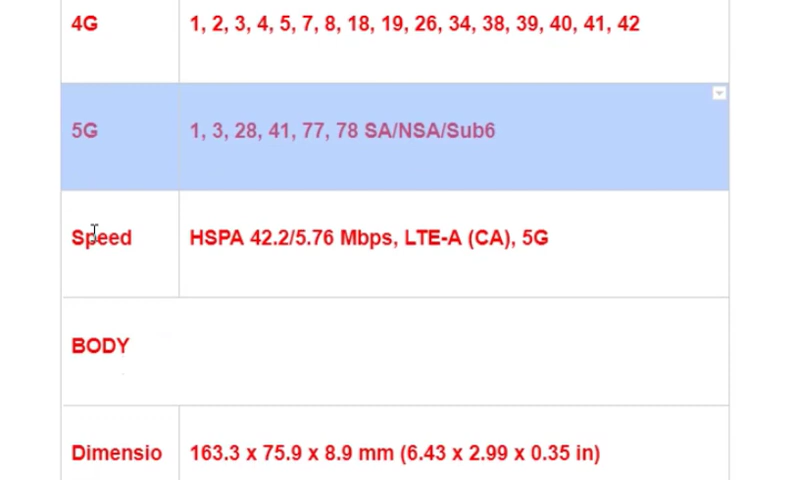 4G 1, 2, 3, 4, 5, 7, 8, 18, 19, 26, 34, 38, 39, 40, 41, 42
5G 1, 3, 28, 41, 77, 78 SA/NSA/Sub6
Speed HSPA 42.2/5.76 Mbps, LTE-A (CA), 5G
BODY
Dimensio 163.3 x 75.9 x 8.9 mm (6.43 x 2.99 x 0.35 in)